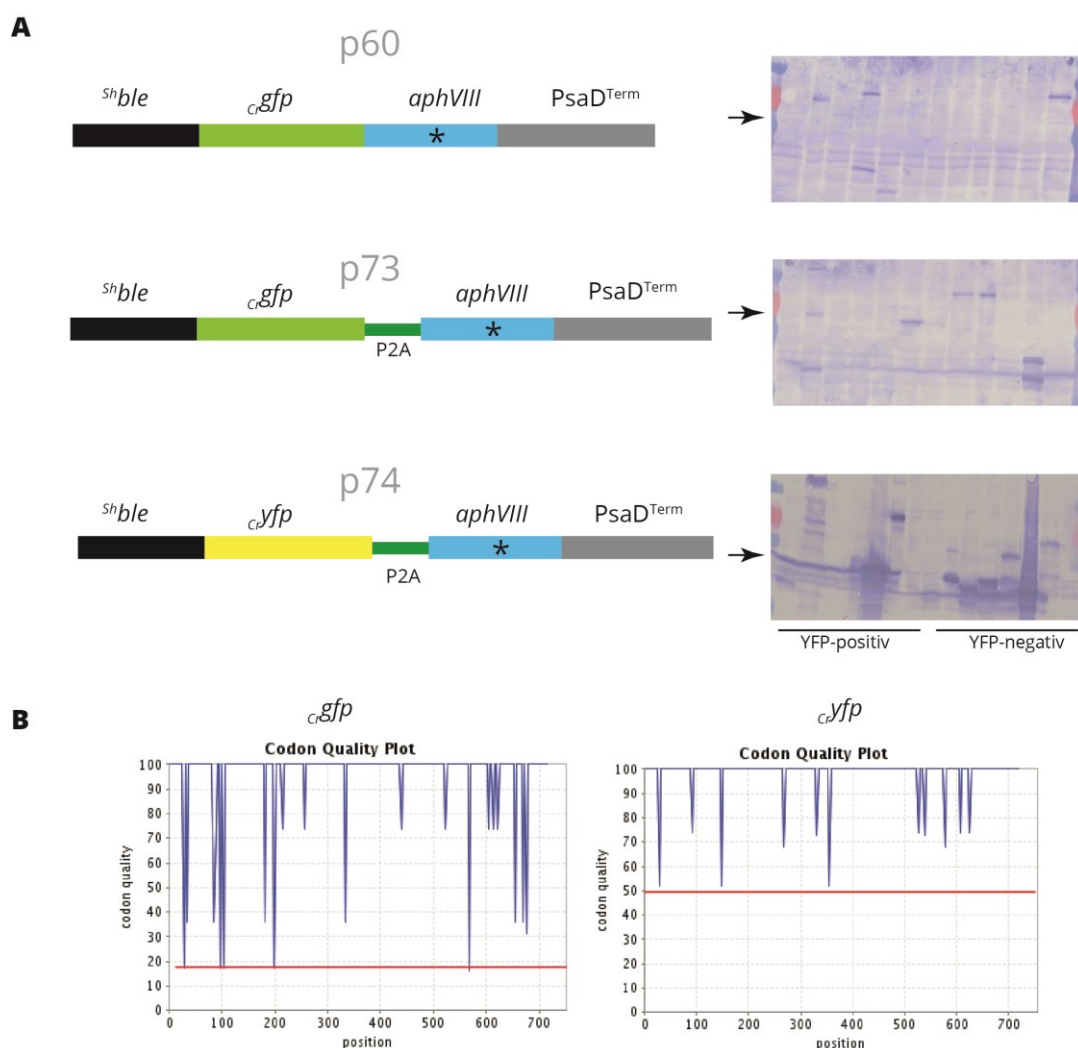 A
p60
Shble CrGfp aphVIII PsaDTerm
*
p73
Shble Crgfp aphVIII PsaDTerm
*
P2A
p74
Shble Cryfp aphVIII PsaDTerm
*
P2A
YFP-positiv YFP-negativ
B
Crgfp
Codon Quality Plot
codon quality
100
90
80
70
60
50
40
30
20
10
0
0 100 200 300 400 500 600 700
position
Cryfp
Codon Quality Plot
codon quality
100
90
80
70
60
50
40
30
20
10
0
0 100 200 300 400 500 600 700
position